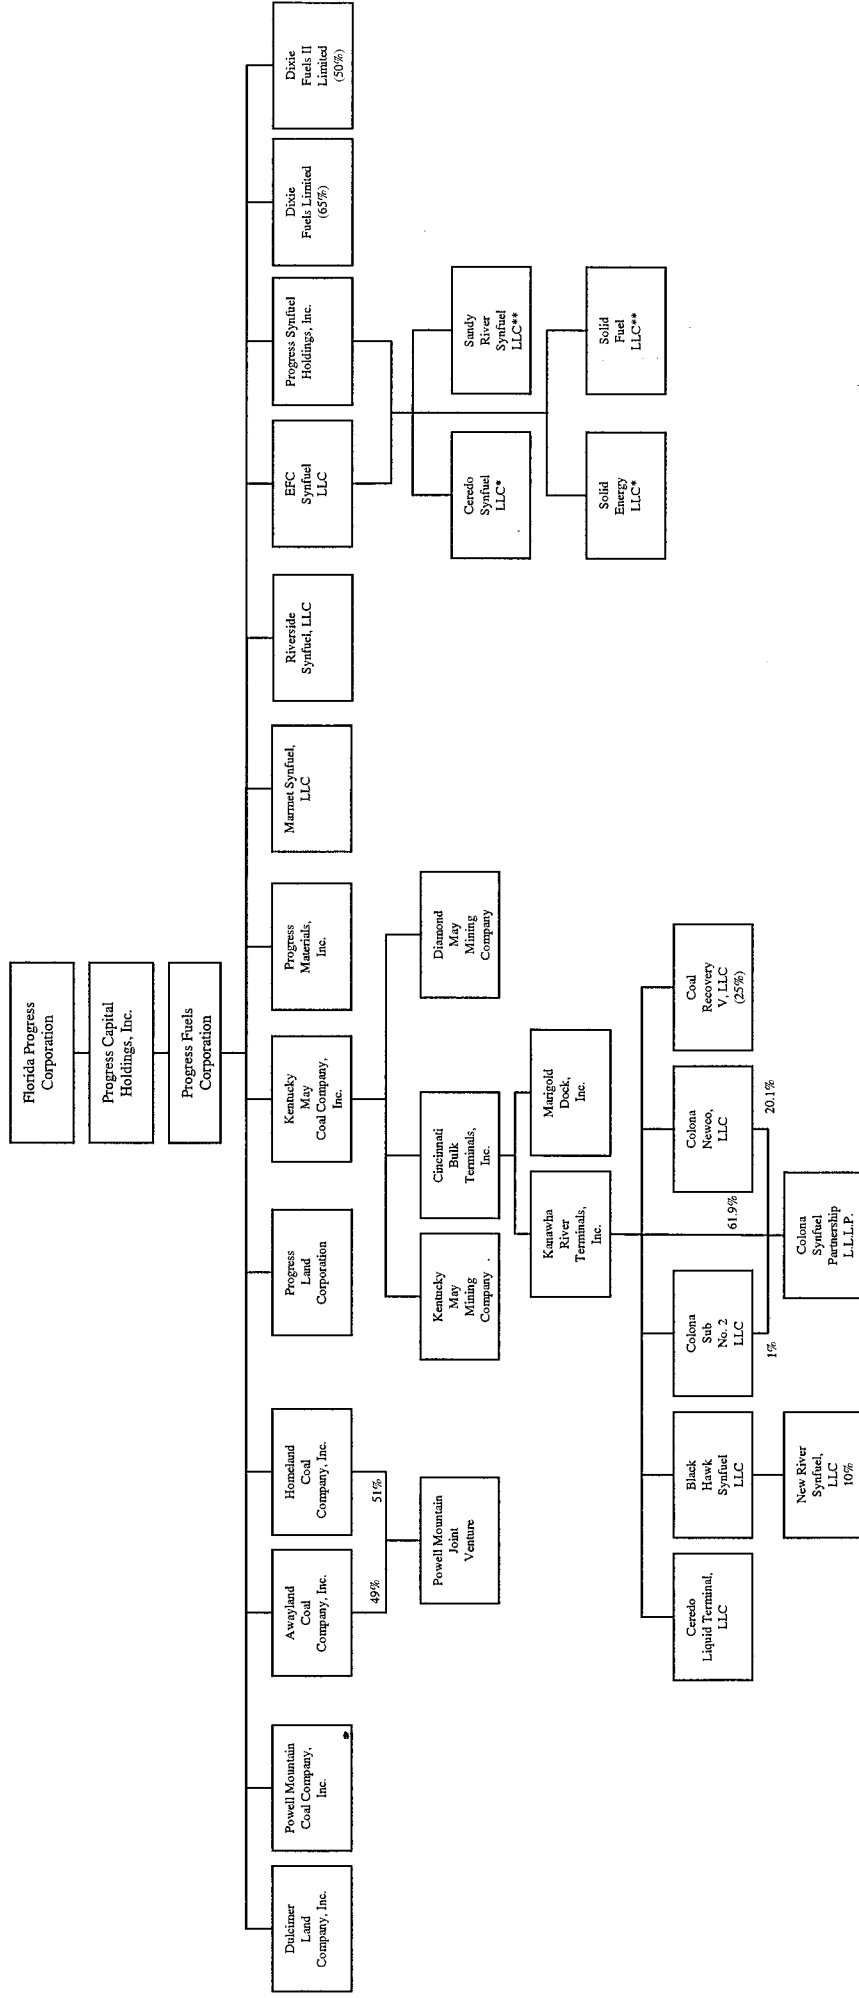 Florida Progress
Corporation
Progress Capital
Holdings, Inc.
Progress Fuels
Corporation
Dulcimer
Land
Company, Inc.
Powell Mountain
Coal Company,
Inc.
Awayland
Coal
Company, Inc.
Homeland
Coal
Company, Inc.
Progress
Land
Corporation
Kentucky
May
Coal Company,
Inc.
Progress
Materials,
Inc.
Marmet Synfuel,
LLC
Riverside
Synfuel, LLC
EFC
Synfuel
LLC
Progress Synfuel
Holdings, Inc.
Dixie
Fuels Limited
(65%)
Dixie
Fuels II
Limited
(50%)
49%
51%
Powell Mountain
Joint
Venture
Kentucky
May
Mining
Company
Cincinnati
Bulk
Terminals,
Inc.
Diamond
May
Mining
Company
Ceredo
Synfuel
LLC*
Sandy
River
Synfuel
LLC**
Kanawha
River
Terminals,
Inc.
Marigold
Dock,
Inc.
Solid
Energy
LLC*
Solid
Fuel
LLC**
Ceredo
Liquid Terminal,
LLC
Black
Hawk
Synfuel
LLC
Colona
Sub
No. 2
LLC
61.9%
Colona
Newco,
LLC
Coal
Recovery
V, LLC
(25%)
1%
20.1%
New River
Synfuel,
LLC
10%
Colona
Synfuel
Partnership
L.L.L.P.